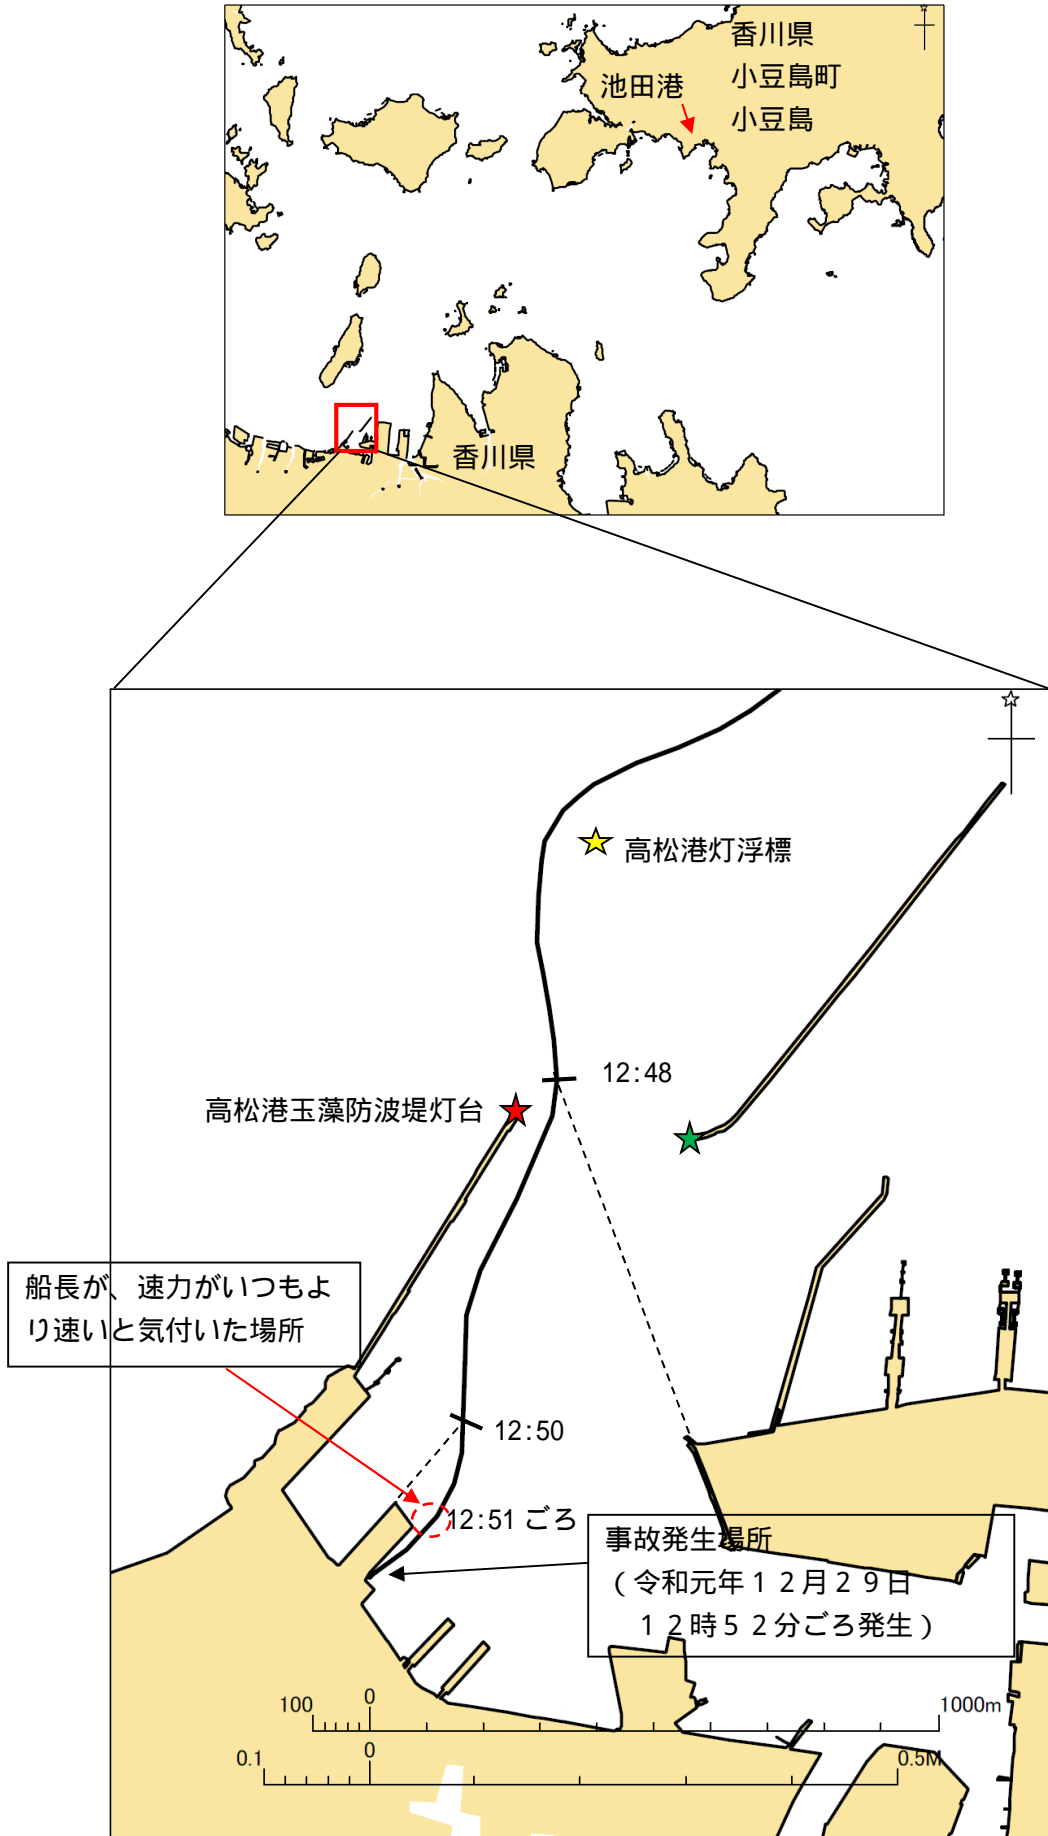 香川県
小豆島町
小豆島
池田港
香川県
高松港灯浮標
12:48
高松港玉藻防波堤灯台
船長が、速力がいつもよ
り速いと気付いた場所
12:50
12:51 ごろ
事故発生場所
（令和元年１２月２９日
１２時５２分ごろ発生）
100 0 1000m
0.1 0 0.5M